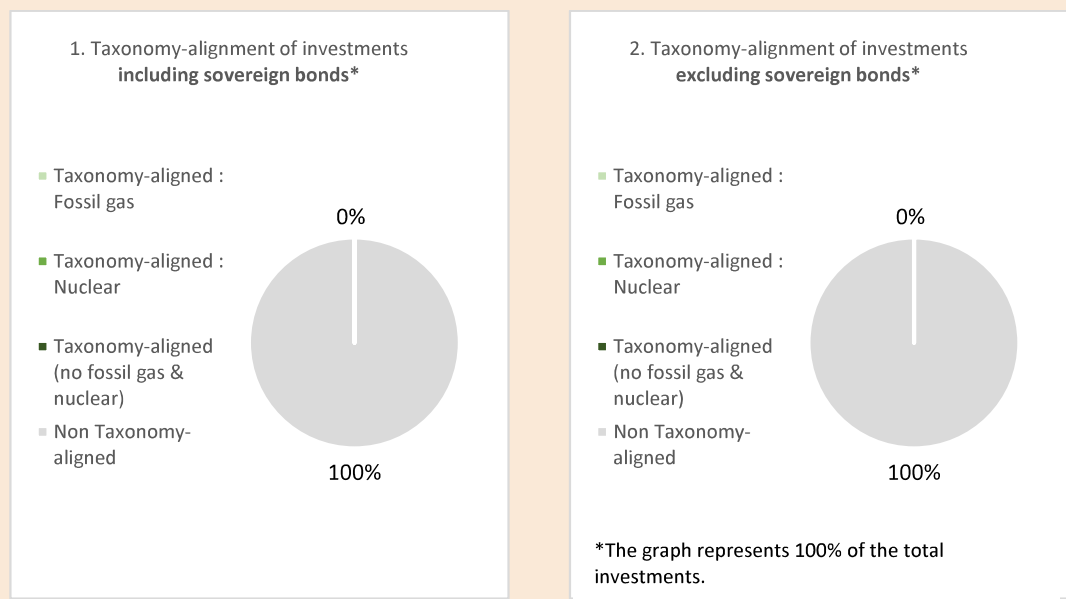 1. Taxonomy-alignment of investments
including sovereign bonds*
Taxonomy-aligned :
Fossil gas
Taxonomy-aligned :
Nuclear
Taxonomy-aligned
(no fossil gas &
nuclear)
Non Taxonomy-
aligned
0%
100%
2. Taxonomy-alignment of investments
excluding sovereign bonds*
Taxonomy-aligned :
Fossil gas
Taxonomy-aligned :
Nuclear
Taxonomy-aligned
(no fossil gas &
nuclear)
Non Taxonomy-
aligned
0%
100%
*The graph represents 100% of the total
investments.